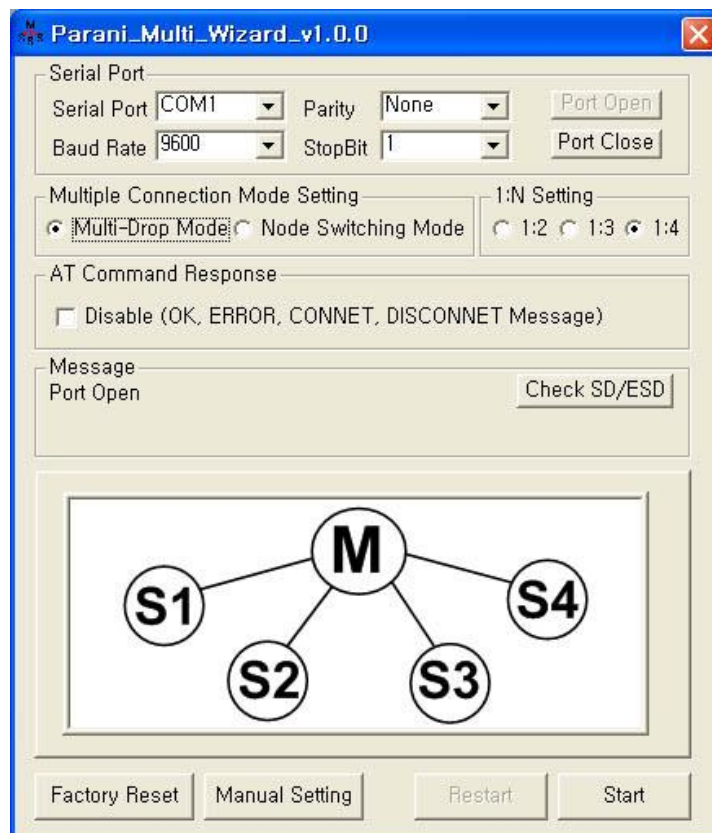 Parani_Multi_Wizard_v1.0.0
Serial Port
Serial Port COM1 Parity None Port Open
Baud Rate 9600 StopBit 1 Port Close
Multiple Connection Mode Setting 1:N Setting
Multi-Drop Mode Node Switching Mode 1:2 1:3 1:4
AT Command Response
Disable (OK, ERROR, CONNET, DISCONNET Message)
Message
Port Open Check SD/ESD
M
S1 S4
S2 S3
Factory Reset Manual Setting Restart Start